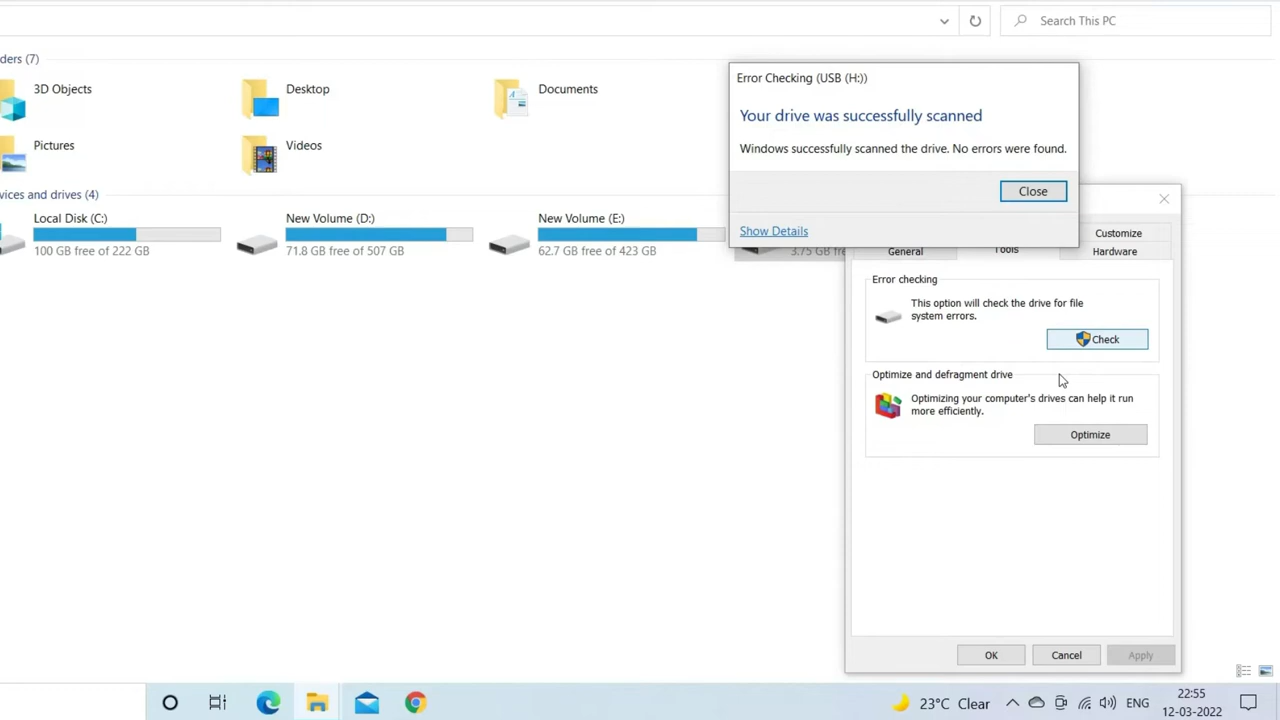 Search This PC
ders (7)
3D Objects
Desktop
Documents
Pictures
Videos
vices and drives (4)
Local Disk (C:)
100 GB free of 222 GB
New Volume (D:)
71.8 GB free of 507 GB
New Volume (E:)
62.7 GB free of 423 GB
3.75 GB fre
Error Checking (USB (H:))
Your drive was successfully scanned
Windows successfully scanned the drive. No errors were found.
Close
Show Details
Customize
General
Tools
Hardware
Error checking
This option will check the drive for file
system errors.
Check
Optimize and defragment drive
Optimizing your computer's drives can help it run
more efficiently.
Optimize
OK
Cancel
Apply
23°C Clear
ENG
22:55
12-03-2022